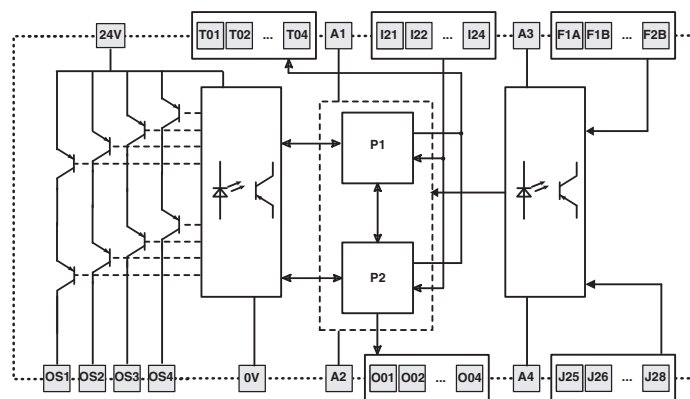 24V T01 T02 ... T04 A1 I21 I22 ... I24 A3 F1A F1B ... F2B
P1
P2
OS1 OS2 OS3 OS4 0V A2 O01 O02 ... O04 A4 J25 J26 ... J28